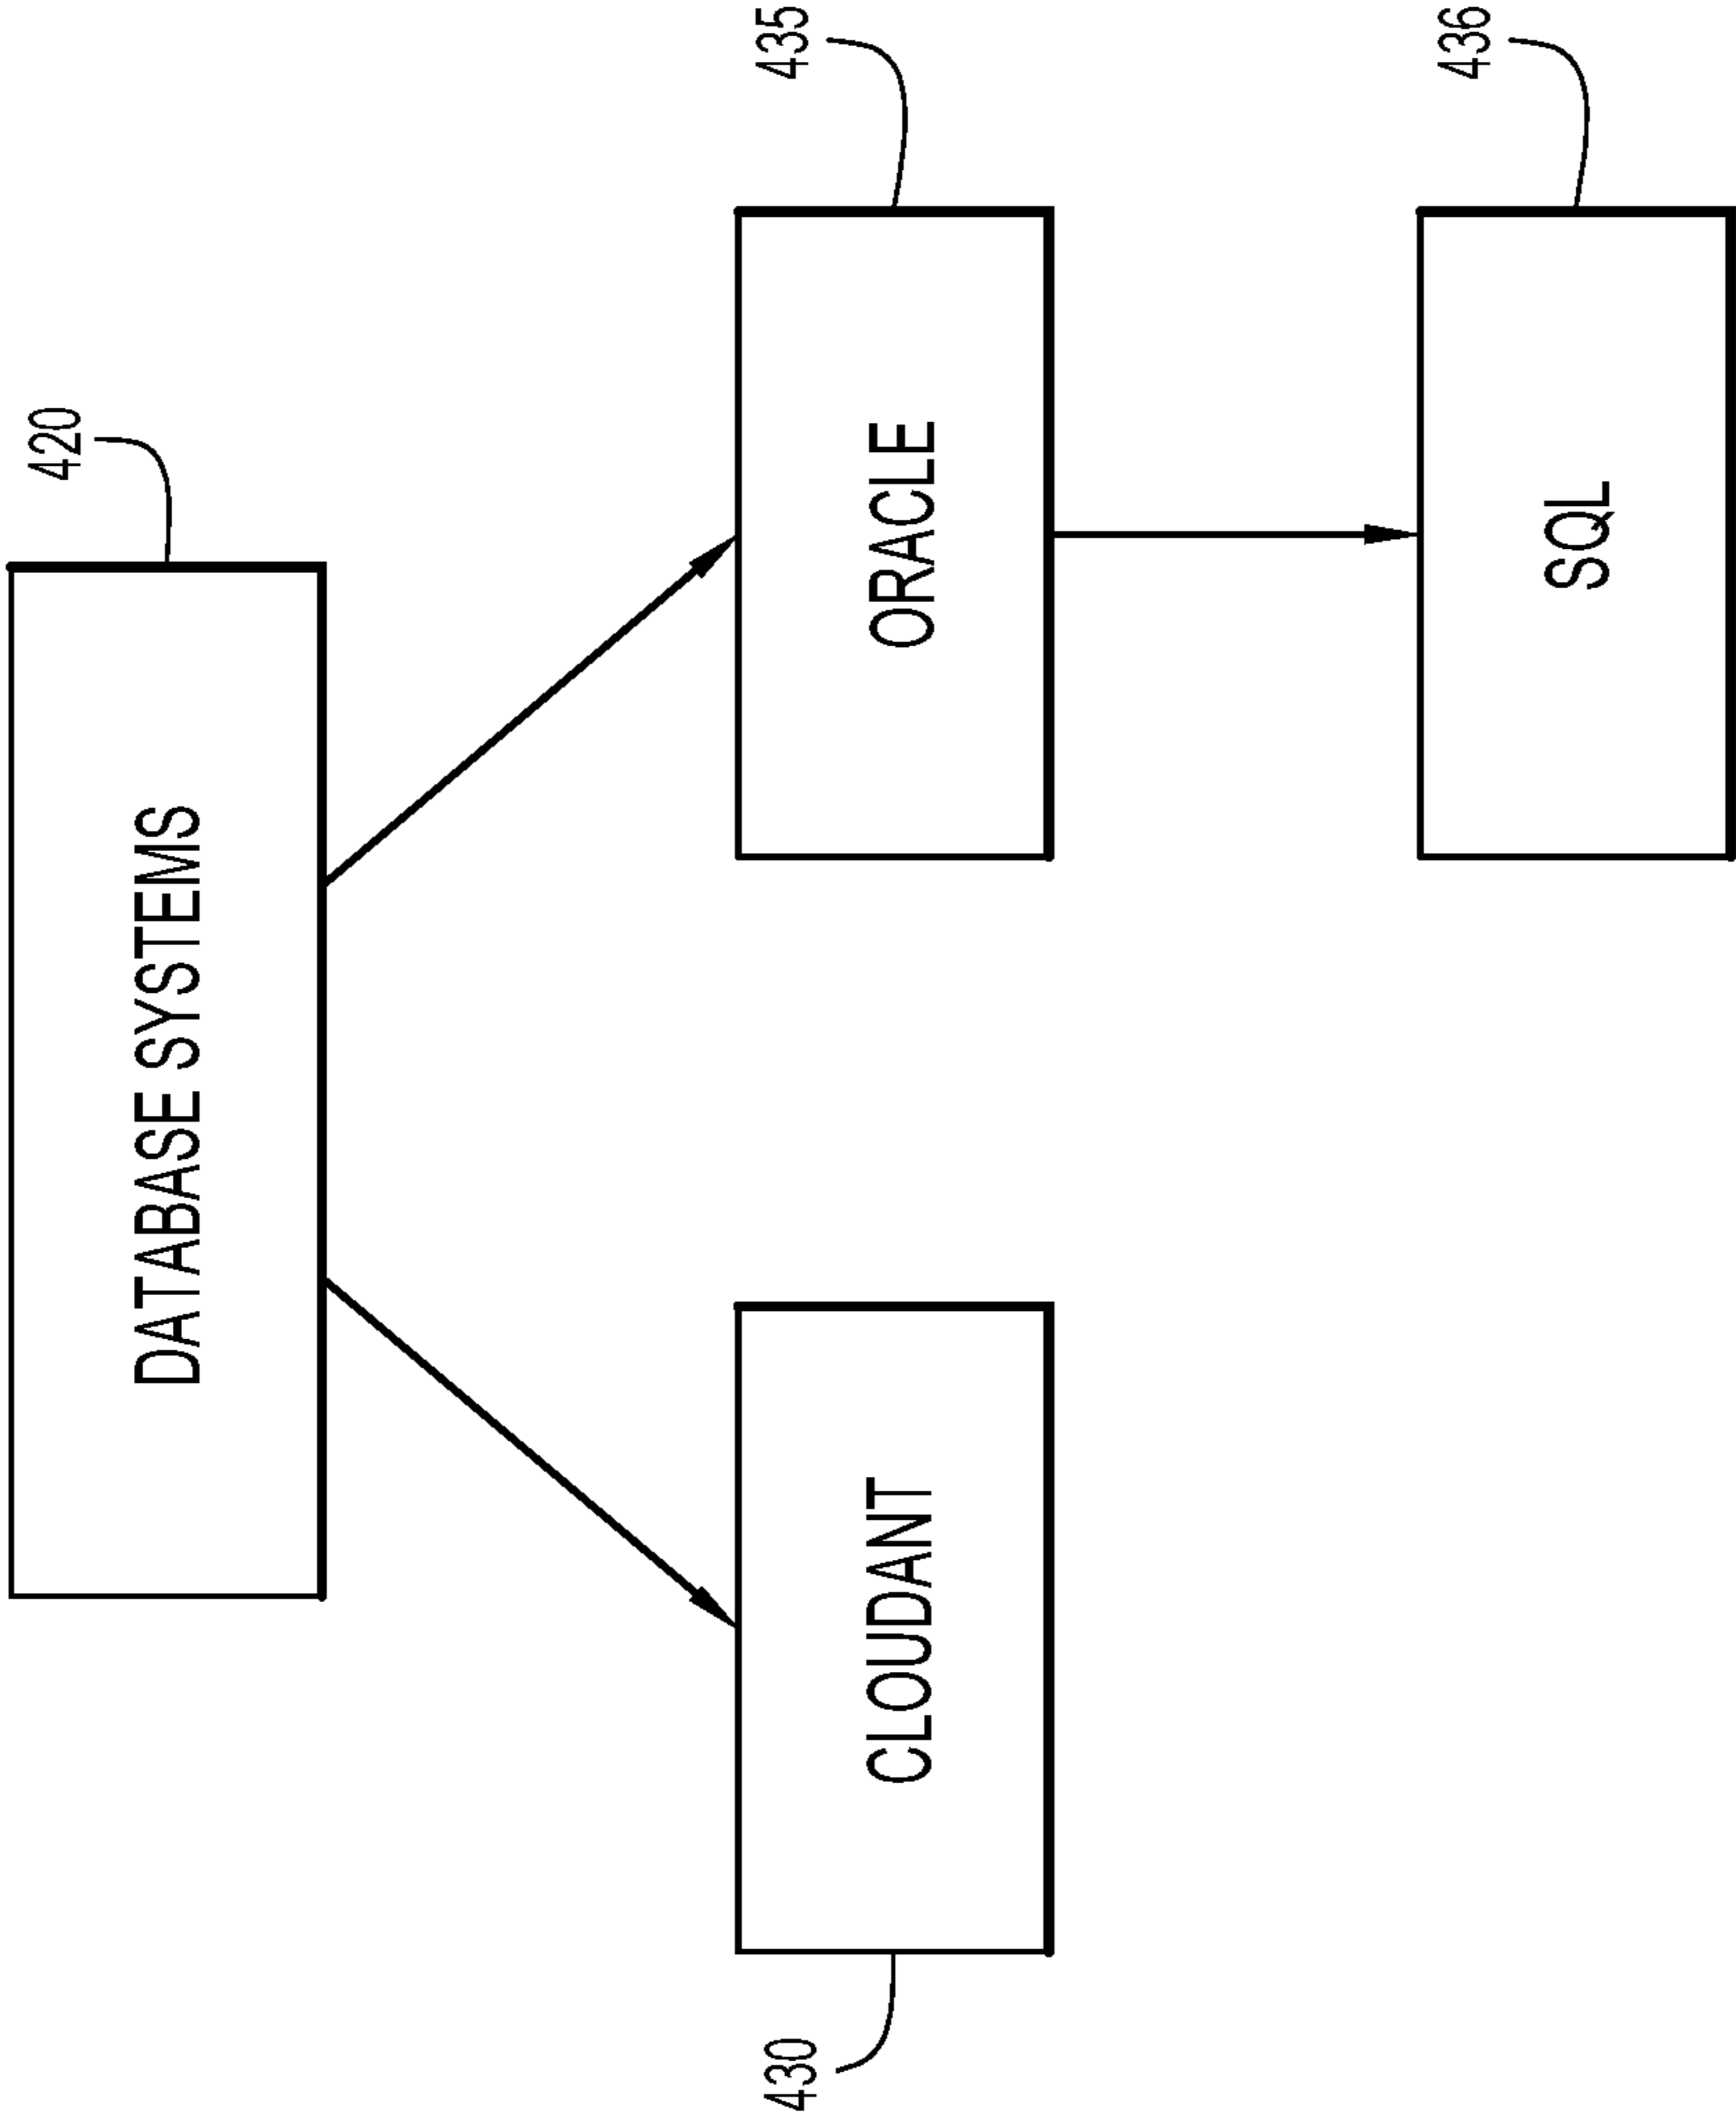 420
DATABASE SYSTEMS
430
CLOUDANT
ORACLE
435
SQL
436